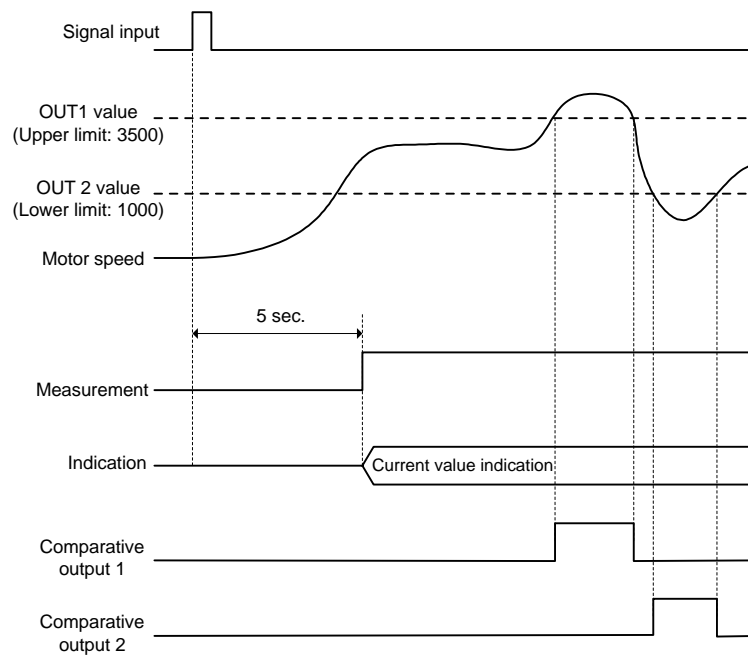 Signal input
OUT1 value
(Upper limit: 3500)
OUT 2 value
(Lower limit: 1000)
Motor speed
5 sec.
Measurement
Indication
Current value indication
Comparative
output 1
Comparative
output 2